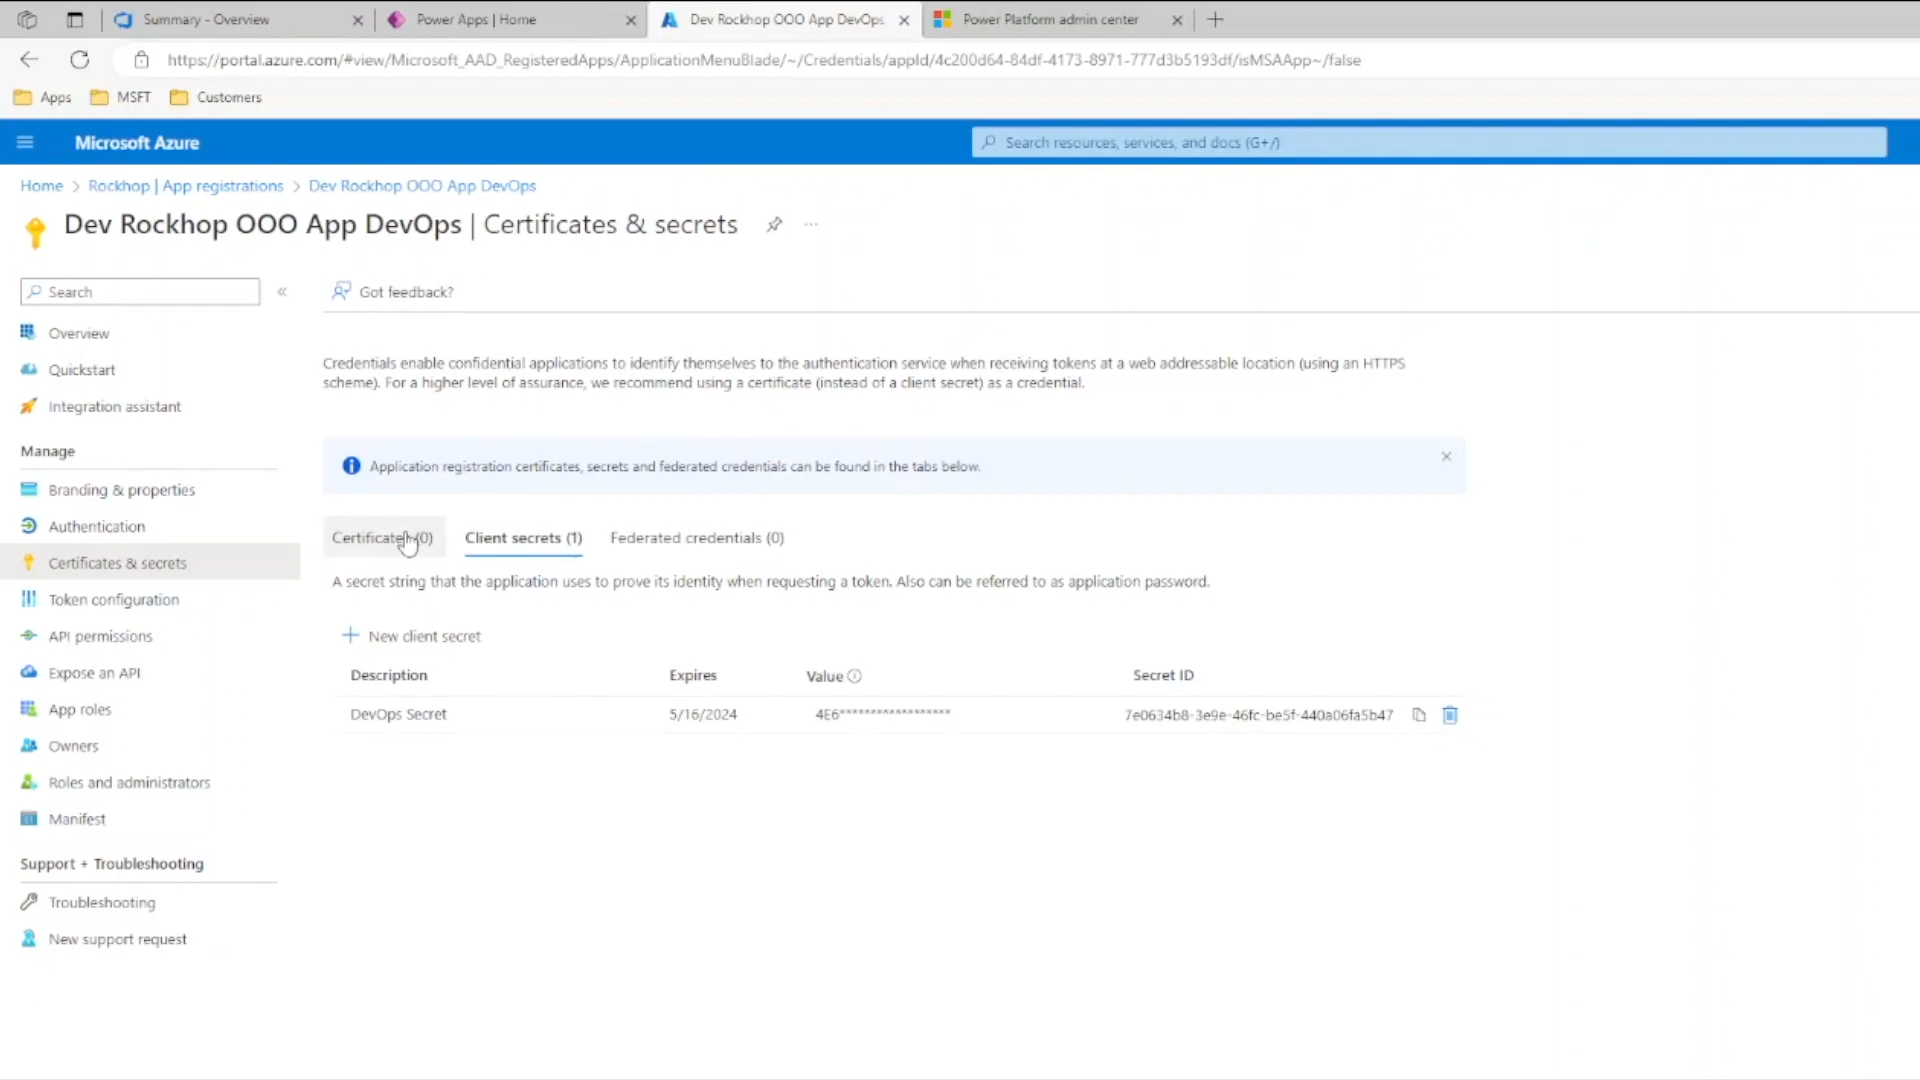 Summary - Overview
Power Apps | Home
Dev Rockhop OOO App DevOps
Power Platform admin center
https://portal.azure.com/#view/Microsoft_AAD_RegisteredApps/ApplicationMenuBlade/~/Credentials/appId/4c200d64-84df-4173-8971-777d3b5193df/isMSAApp~/false
Apps
MSFT
Customers
Microsoft Azure
Search resources, services, and docs (G+/)
Home > Rockhop | App registrations > Dev Rockhop OOO App DevOps
Dev Rockhop OOO App DevOps | Certificates & secrets
Search
Got feedback?
Overview
Quickstart
Integration assistant
Manage
Branding & properties
Authentication
Certificates & secrets
Token configuration
API permissions
Expose an API
App roles
Owners
Roles and administrators
Manifest
Support + Troubleshooting
Troubleshooting
New support request
Credentials enable confidential applications to identify themselves to the authentication service when receiving tokens at a web addressable location (using an HTTPS
scheme). For a higher level of assurance, we recommend using a certificate (instead of a client secret) as a credential.
Application registration certificates, secrets and federated credentials can be found in the tabs below.
Certificates (0) Client secrets (1) Federated credentials (0)
A secret string that the application uses to prove its identity when requesting a token. Also can be referred to as application password.
New client secret
Description Expires Value Secret ID
DevOps Secret 5/16/2024 4E6****************** 7e0634b8-3e9e-46fc-be5f-440a06fa5b47